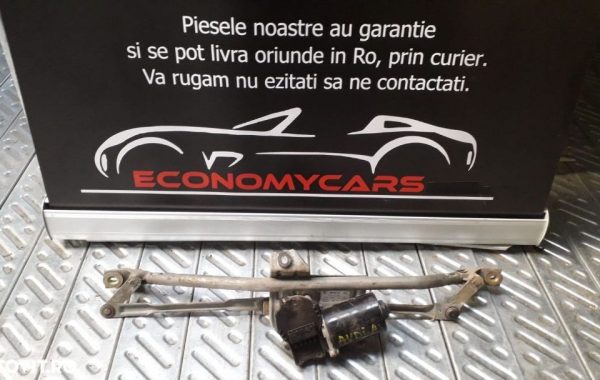 Piesele noastre au garantie
si se pot livra oriunde in Ro, prin curier.
Va rugam nu ezitati sa ne contactati.
ECONOMYCARS